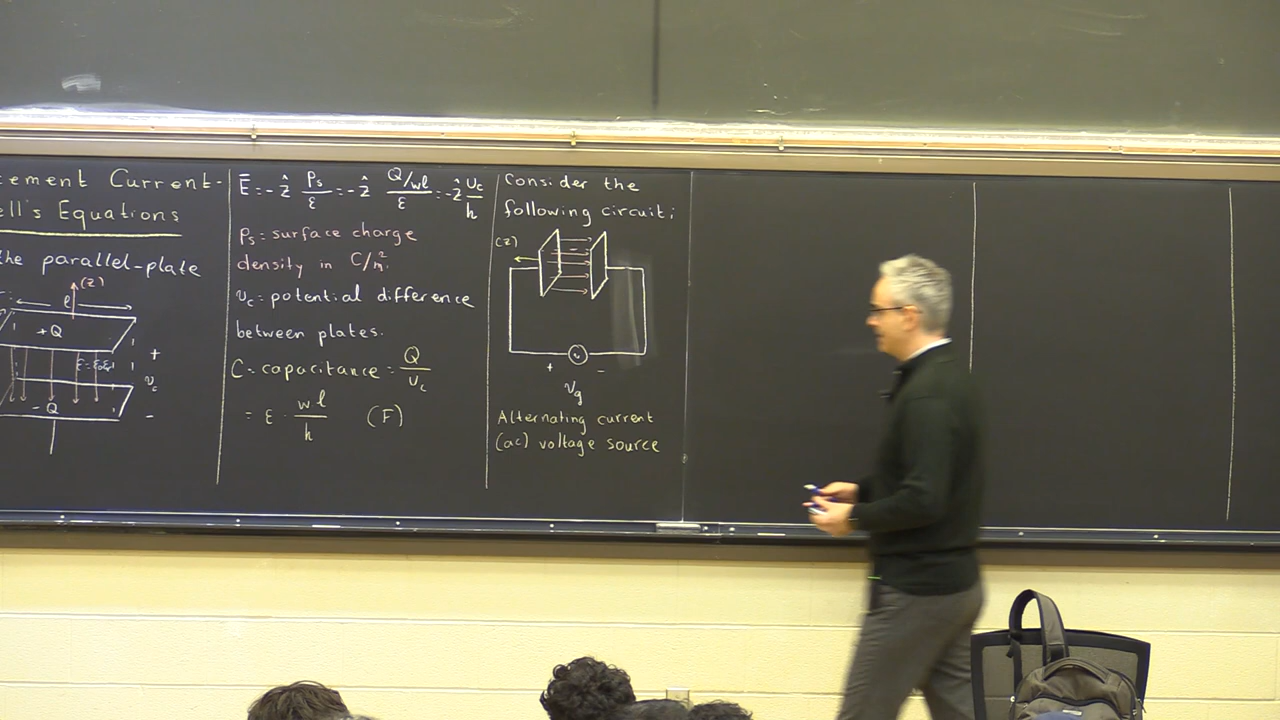 cement Current-
ell's Equations
the parallel-plate
(z)
l
+Q
+
ε=ε₀εᵣ
υc
-Q
-
Ē=-ẑ ρs/ε=-ẑ (Q/wl)/ε=-ẑ υc/h
ρs: surface charge
density in C/m².
υc: potential difference
between plates.
C=capacitance=Q/υc
= ε · wl/h (F)
Consider the
following circuit:
(z)
+ -
υg
Alternating current
(ac) voltage source